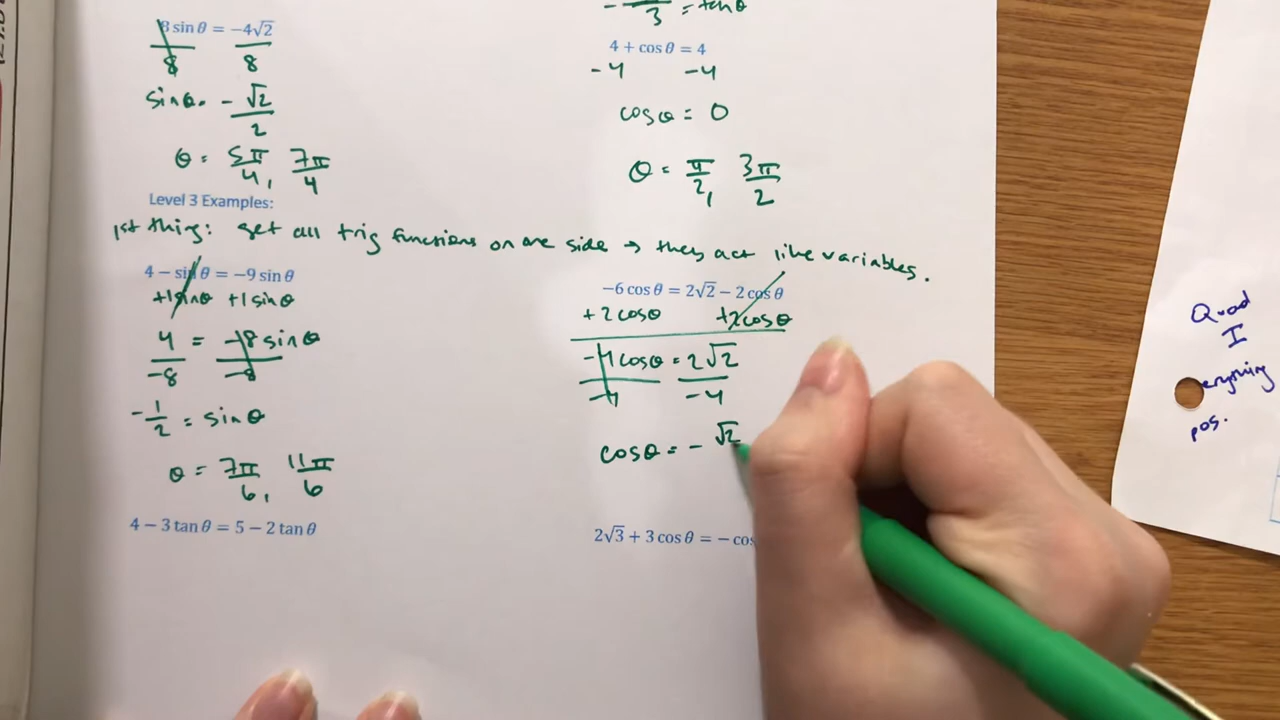 8 sin θ = −4√2
8 8
sin θ = − √2/2
θ = 5π/4, 7π/4
3 = tan θ
4 + cos θ = 4
-4 -4
cos θ = 0
θ = π/2, 3π/2
Level 3 Examples:
1st thing: get all trig functions on one side → they act like variables.
4 − sin θ = −9 sin θ
+1 sin θ +1 sin θ
4 = -8 sin θ
-8 -8
- 1/2 = sin θ
θ = 7π/6, 11π/6
−6 cos θ = 2√2 − 2 cos θ
+2 cos θ +2 cos θ
-4 cos θ = 2√2
-4 -4
cos θ = - √2
4 − 3 tan θ = 5 − 2 tan θ
2√3 + 3 cos θ = − cos
Quad
I
everything
pos.